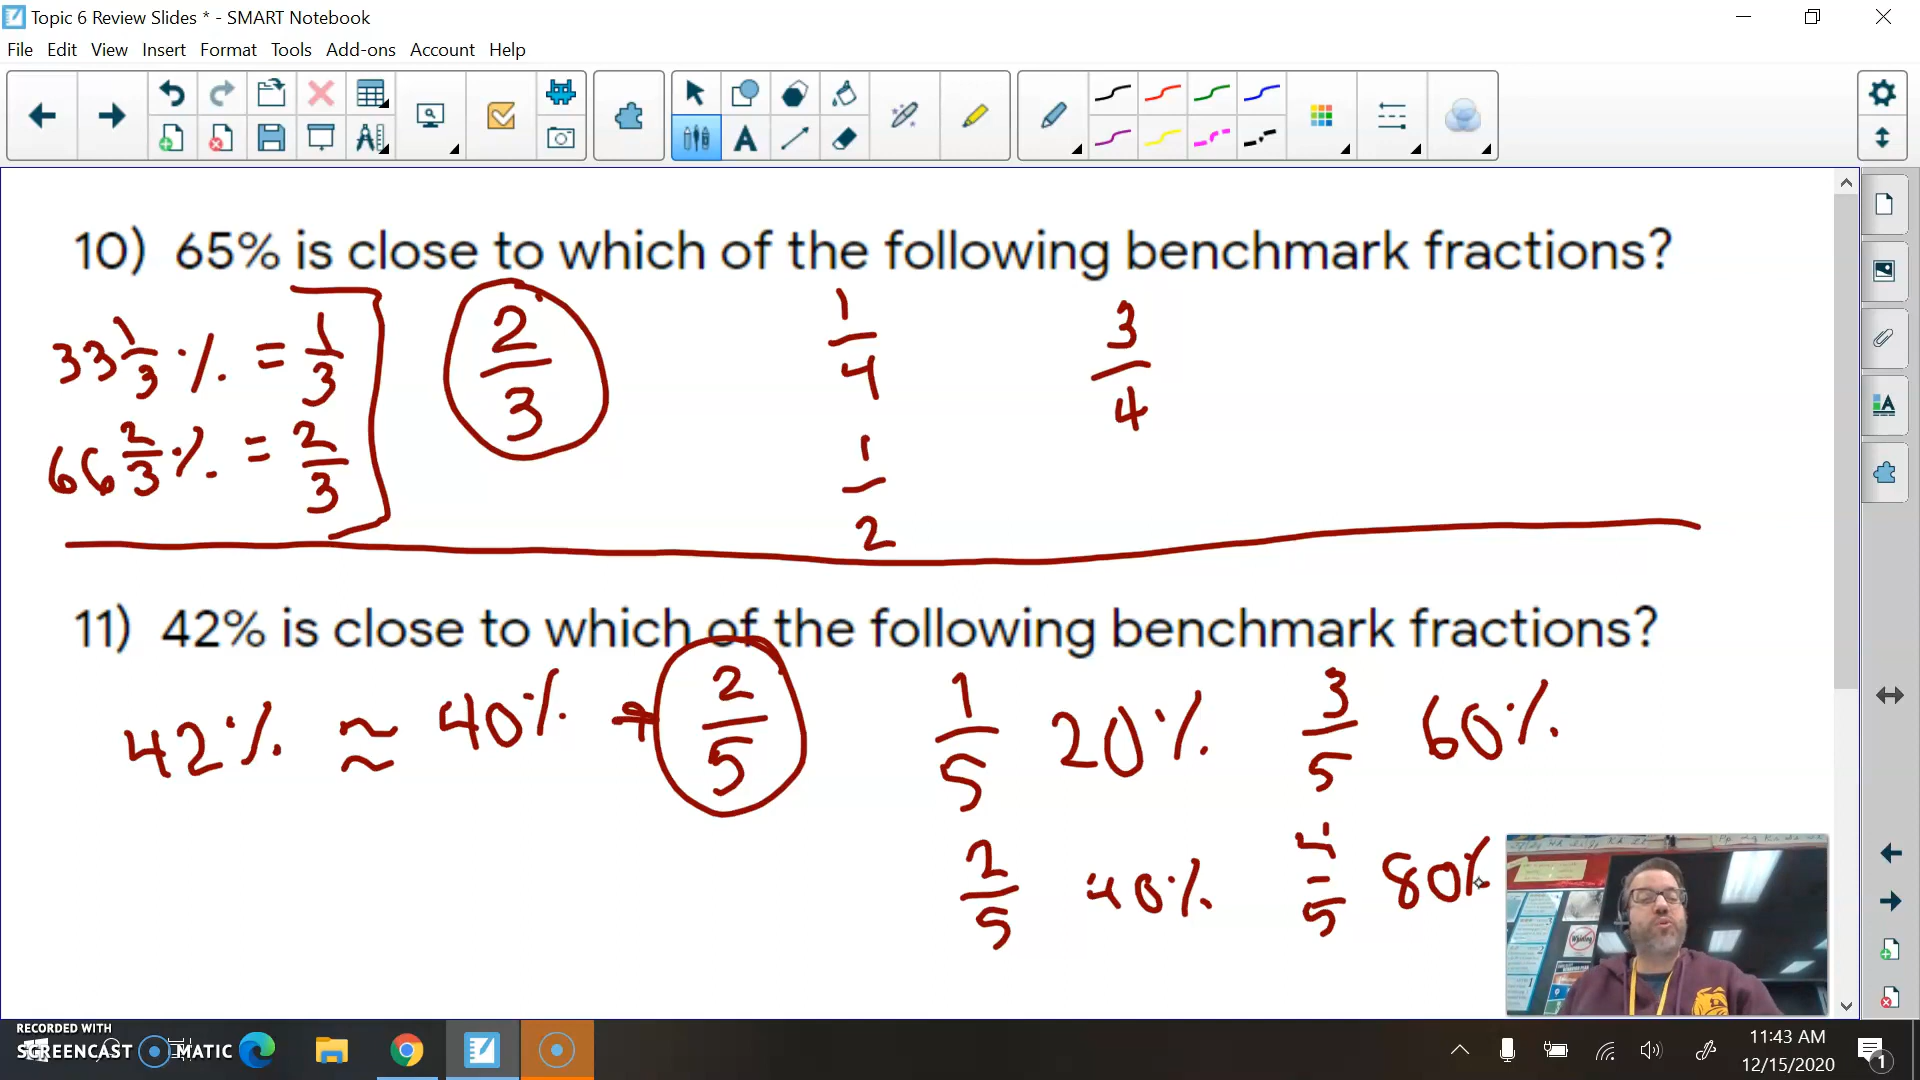 Topic 6 Review Slides * - SMART Notebook
File Edit View Insert Format Tools Add-ons Account Help
10) 65% is close to which of the following benchmark fractions?
33 1/3 % = 1/3
66 2/3 % = 2/3
2/3
1/4
3/4
1/2
11) 42% is close to which of the following benchmark fractions?
42% ≈ 40% → 2/5
1/5 20% 3/5 60%
2/5 40% 4/5 80%
RECORDED WITH
SCREENCAST MATIC
11:43 AM
12/15/2020
1